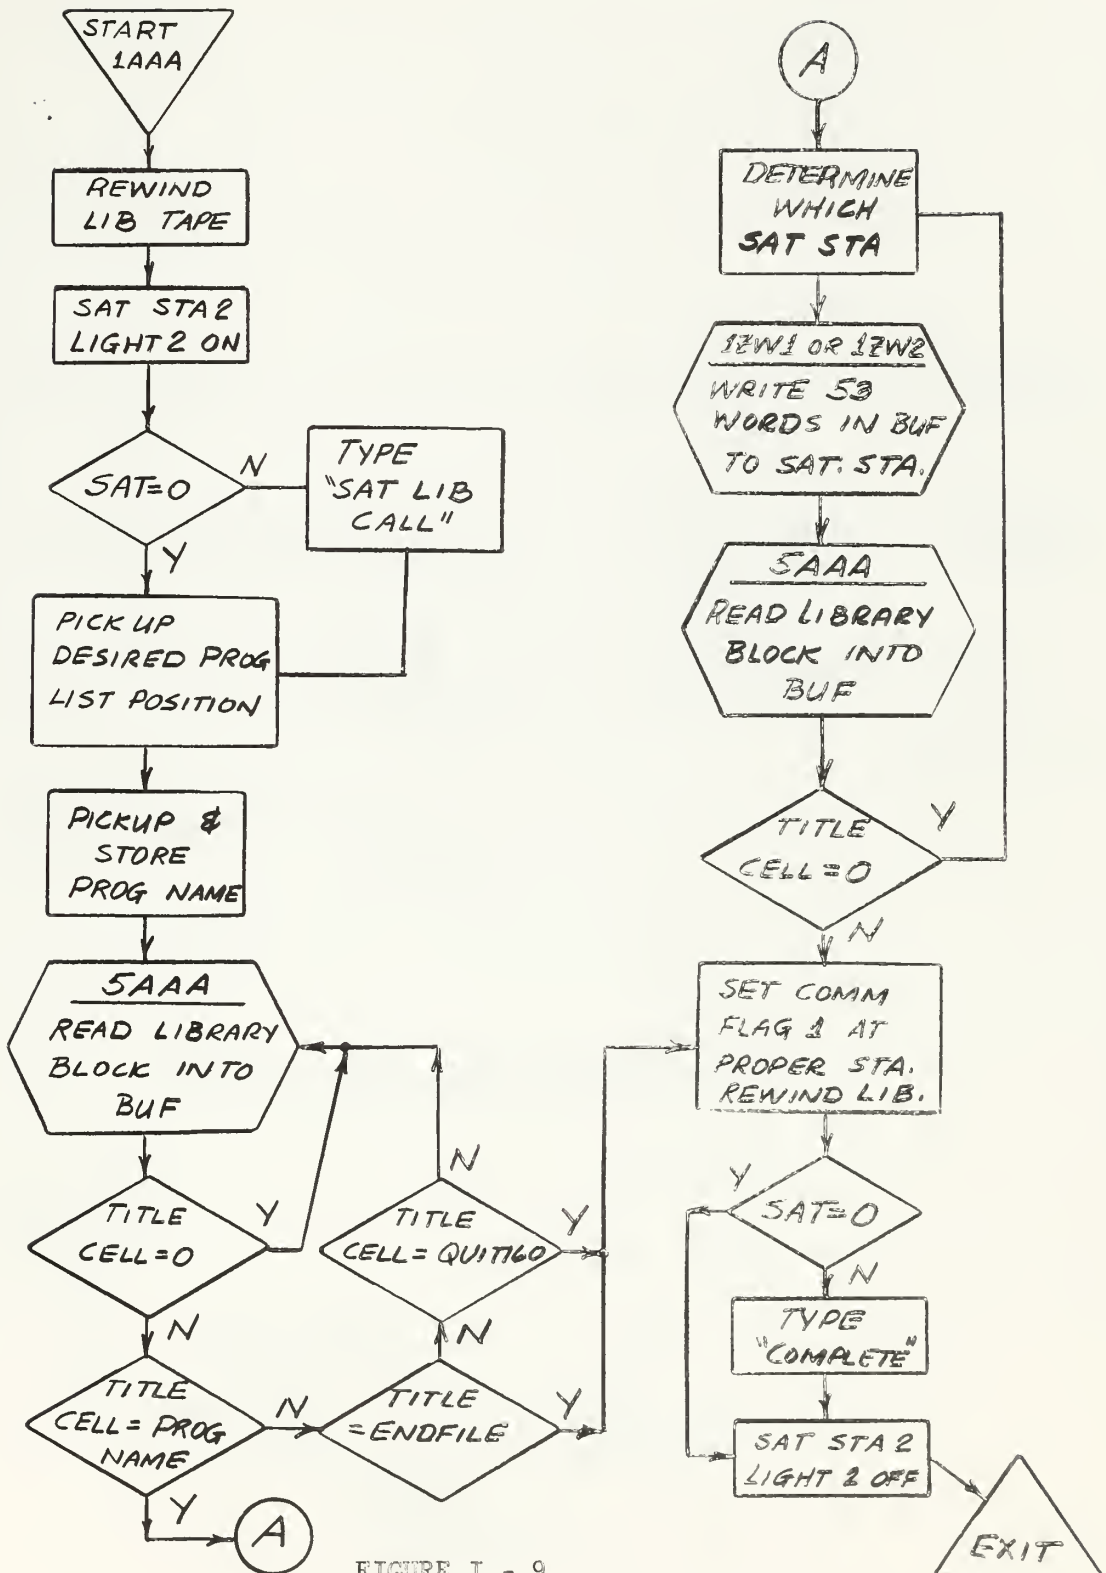 START
1AAA
REWIND
LIB TAPE
SAT STA 2
LIGHT 2 ON
SAT=0
N
Y
TYPE
"SAT LIB
CALL"
PICK UP
DESIRED PROG
LIST POSITION
PICKUP &
STORE
PROG NAME
5AAA
READ LIBRARY
BLOCK INTO
BUF
TITLE
CELL=0
Y
N
TITLE
CELL=PROG
NAME
N
Y
A
TITLE
=ENDFILE
N
Y
TITLE
CELL=QUIT160
N
Y
A
DETERMINE
WHICH
SAT STA
1ZW1 OR 1ZW2
WRITE 53
WORDS IN BUF
TO SAT. STA.
5AAA
READ LIBRARY
BLOCK INTO
BUF
TITLE
CELL=0
Y
N
SET COMM
FLAG 1 AT
PROPER STA.
REWIND LIB.
SAT=0
Y
N
TYPE
"COMPLETE"
SAT STA 2
LIGHT 2 OFF
EXIT
FIGURE I - 9